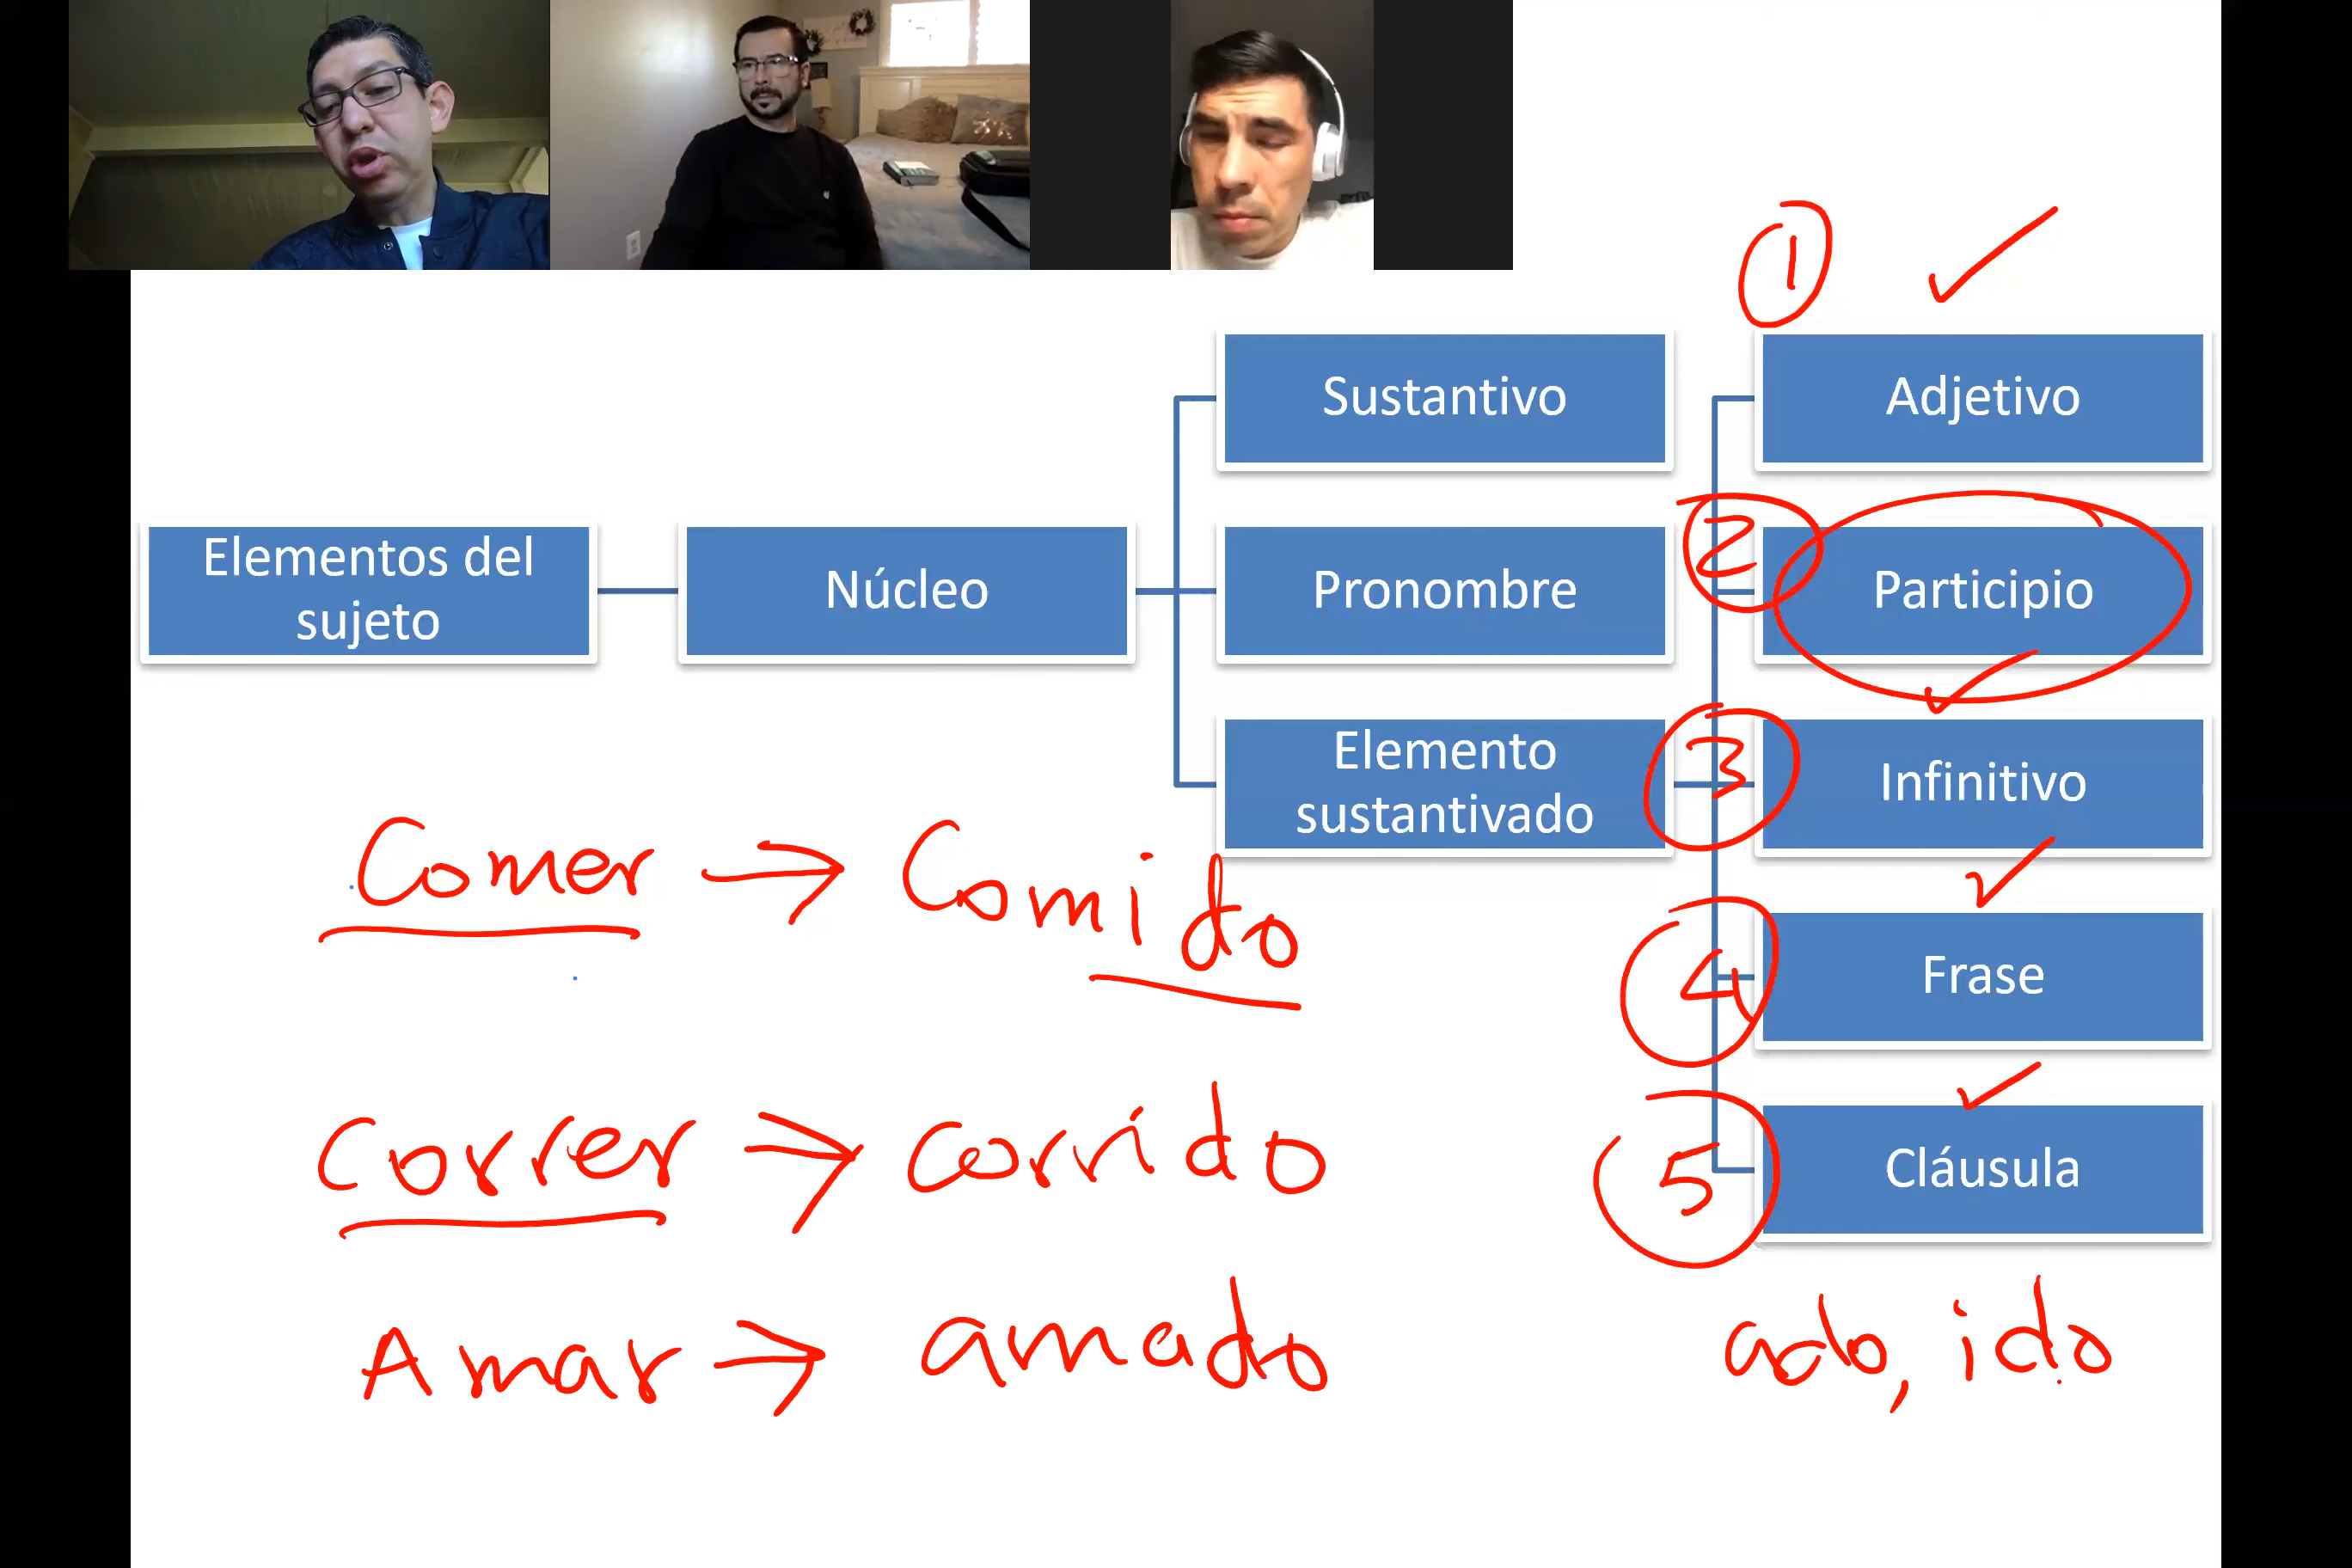 1
Sustantivo
Adjetivo
Elementos del
sujeto
Núcleo
Pronombre
2
Participio
Elemento
sustantivado
3
Infinitivo
Comer → Comido
4
Frase
Correr → corrido
5
Cláusula
Amar → amado
ado, ido